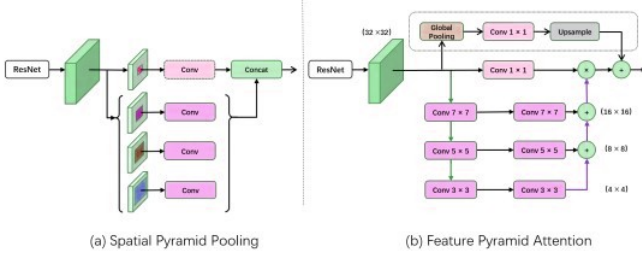 ResNet
Conv
Concat
Conv
Conv
Conv
(a) Spatial Pyramid Pooling
(32 ×32)
Global
Pooling
Conv 1 × 1
Upsample
ResNet
Conv 1 × 1
×
+
Conv 7 × 7
Conv 7 × 7
+
(16 × 16)
Conv 5 × 5
Conv 5 × 5
+
(8 × 8)
Conv 3 × 3
Conv 3 × 3
(4 × 4)
(b) Feature Pyramid Attention